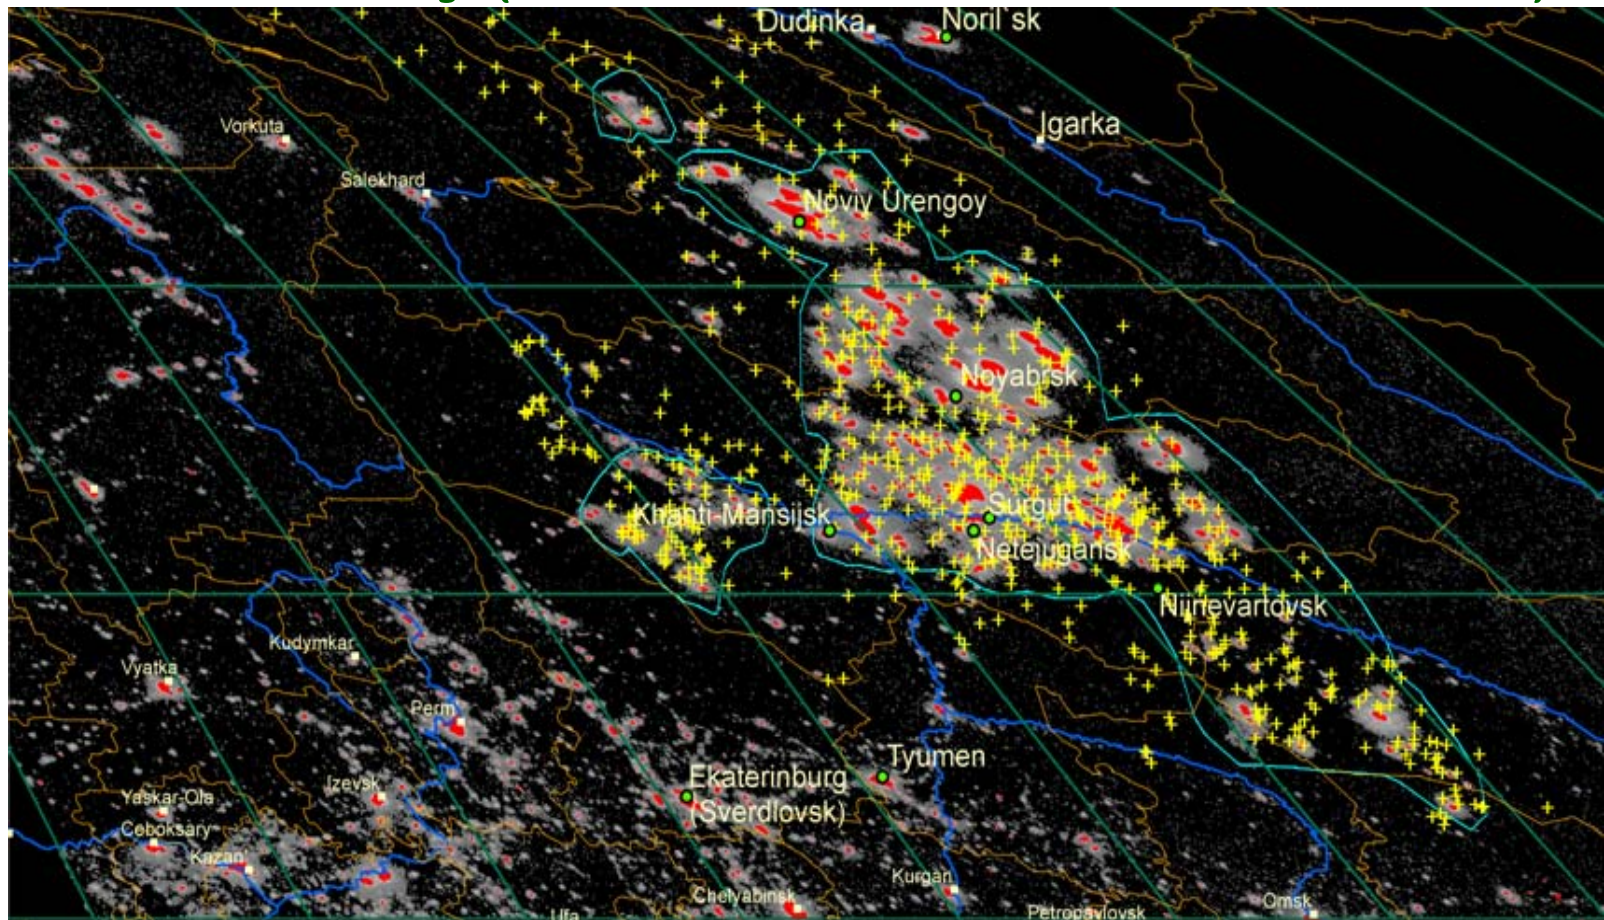 Dudinka
Noril`sk
Vorkuta
Igarka
Salekhard
Noviy Urengoy
Noyabrsk
Surgut
Khanti-Mansijsk
Netejugansk
Niinevartovsk
Kudymkar
Vyatka
Perm
Tyumen
Ekaterinburg
(Sverdlovsk)
Izevsk
Yaskar-Ola
Ceboksary
Kazan'
Kurgan
Chelyabinsk
Omsk
Petropavlovsk
Ufa